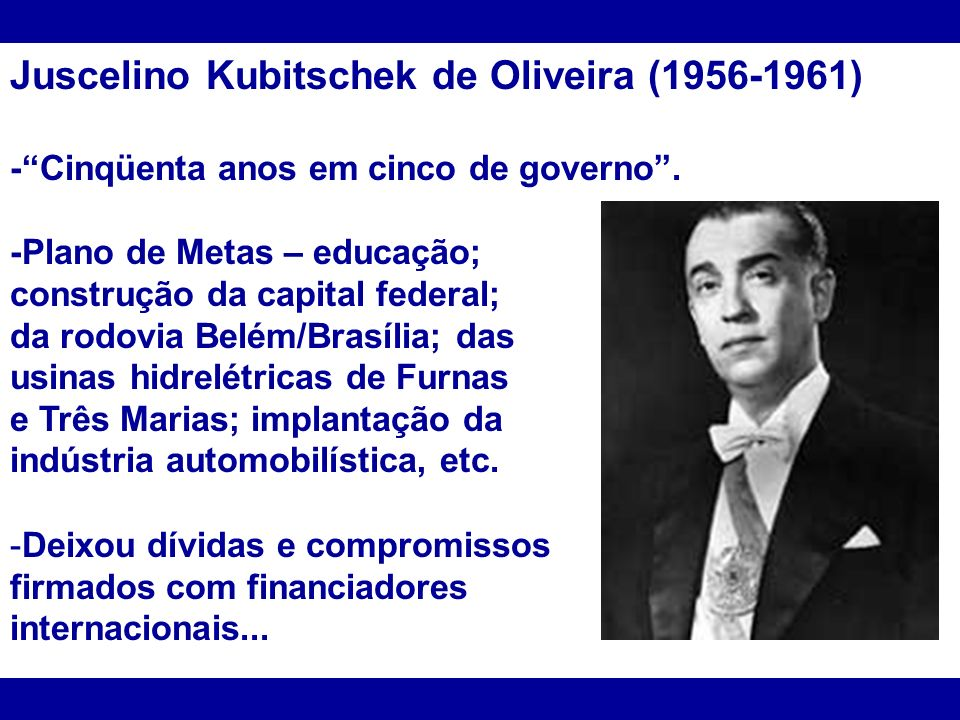 Juscelino Kubitschek de Oliveira (1956-1961)
-“Cinqüenta anos em cinco de governo”.
-Plano de Metas – educação;
construção da capital federal;
da rodovia Belém/Brasília; das
usinas hidrelétricas de Furnas
e Três Marias; implantação da
indústria automobilística, etc.
-Deixou dívidas e compromissos
firmados com financiadores
internacionais...